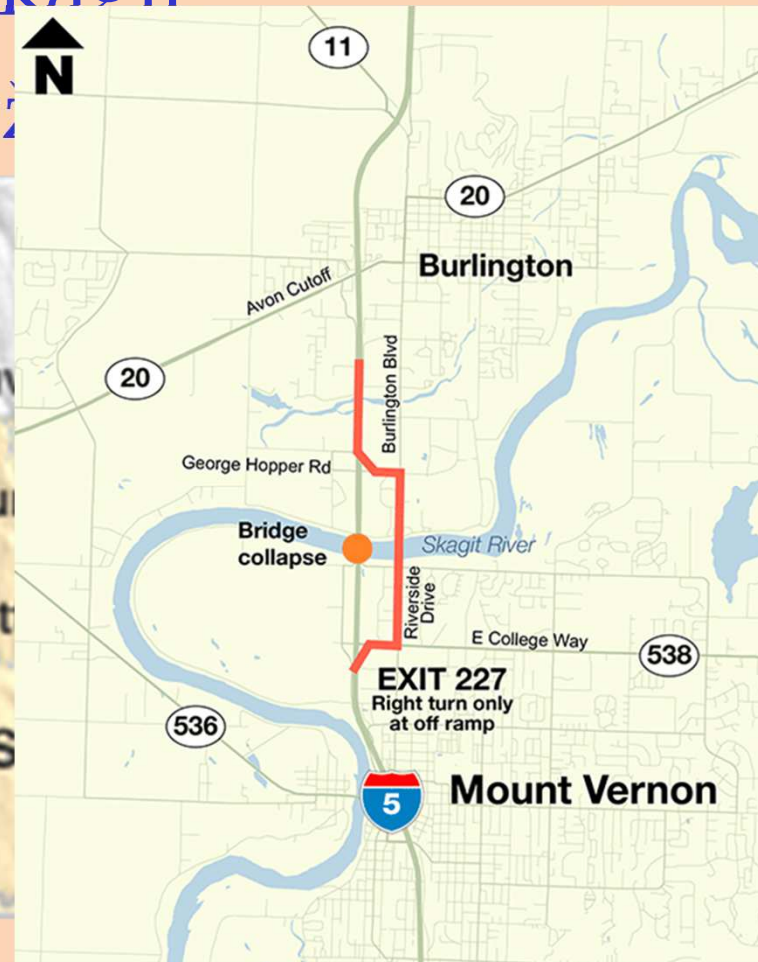 N
11
20
Burlington
Avon Cutoff
20
Burlington Blvd
George Hopper Rd
Bridge
collapse
Skagit River
Riverside
Drive
E College Way
538
EXIT 227
Right turn only
at off ramp
536
5
Mount Vernon